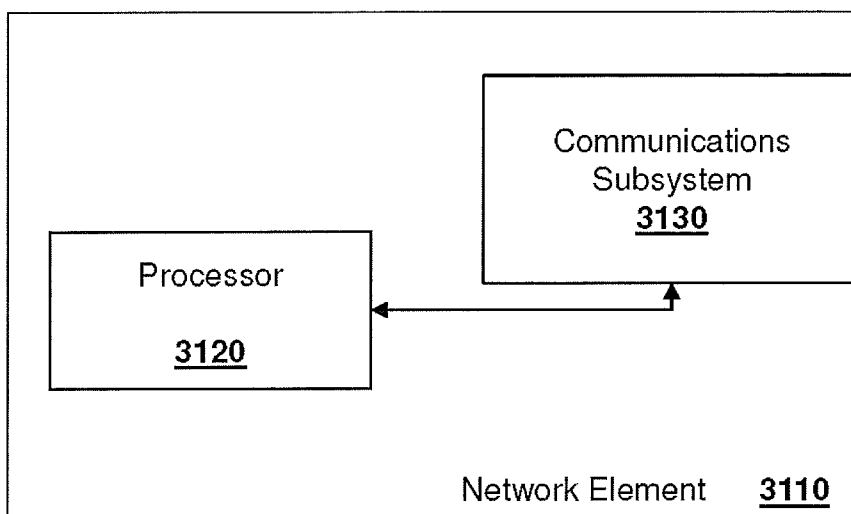 Communications
Subsystem
3130
Processor
3120
Network Element 3110